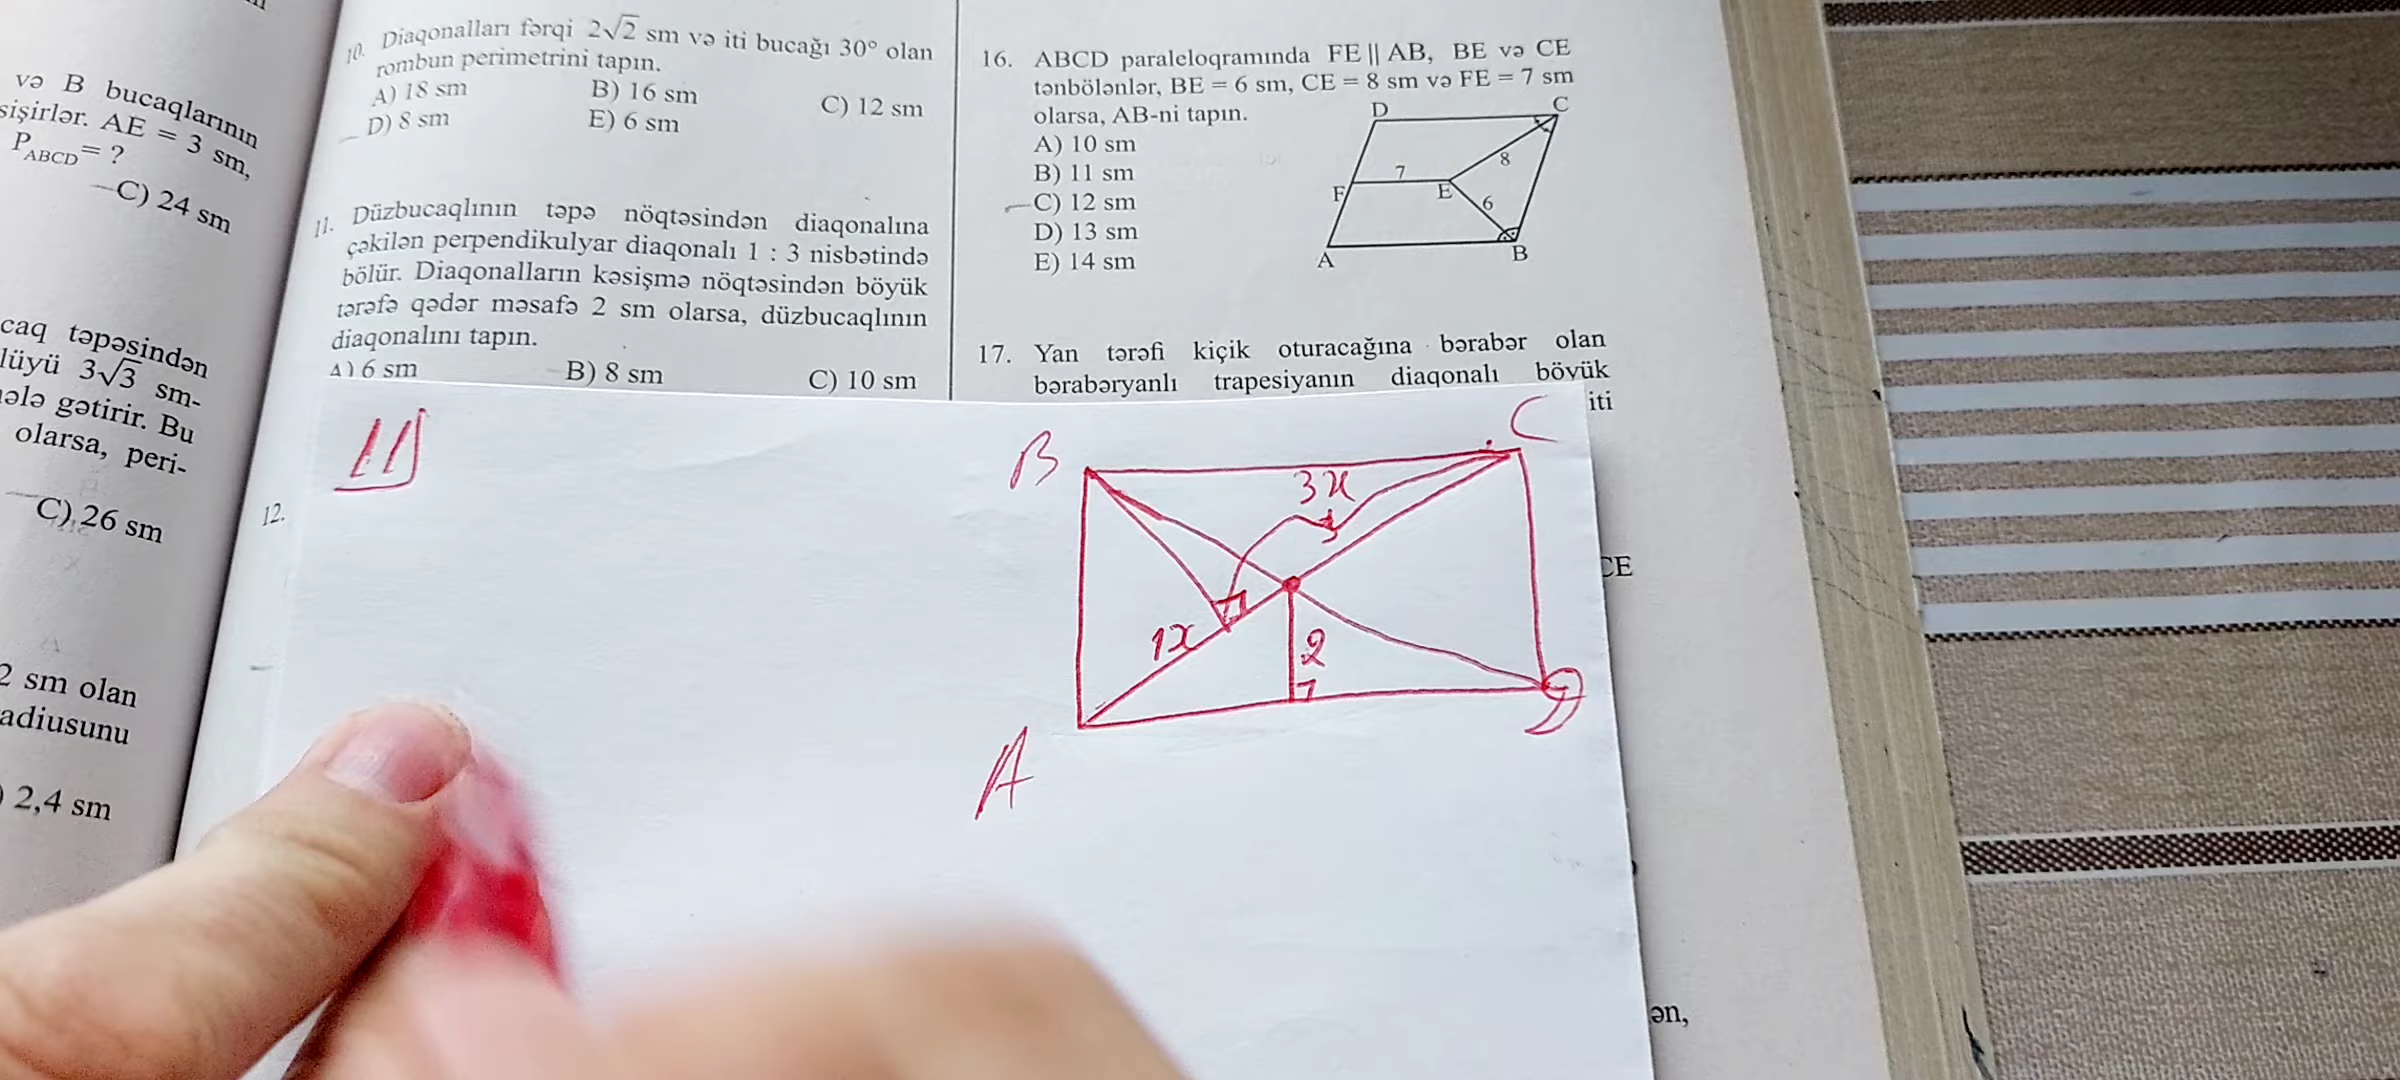 və B bucaqlarının
sişirlər. AE = 3 sm,
P_ABCD = ?
C) 24 sm
caq təpəsindən
lüyü 3√3 sm-
ələ gətirir. Bu
olarsa, peri-
C) 26 sm
2 sm olan
adiusunu
) 2,4 sm
10. Diaqonalları fərqi 2√2 sm və iti bucağı 30° olan
rombun perimetrini tapın.
A) 18 sm B) 16 sm C) 12 sm
D) 8 sm E) 6 sm
11. Düzbucaqlının təpə nöqtəsindən diaqonalına
çəkilən perpendikulyar diaqonalı 1 : 3 nisbətində
bölür. Diaqonalların kəsişmə nöqtəsindən böyük
tərəfə qədər məsafə 2 sm olarsa, düzbucaqlının
diaqonalını tapın.
A) 6 sm B) 8 sm C) 10 sm
12.
16. ABCD paraleloqramında FE || AB, BE və CE
tənbölənlər, BE = 6 sm, CE = 8 sm və FE = 7 sm
olarsa, AB-ni tapın.
A) 10 sm
B) 11 sm
C) 12 sm
D) 13 sm
E) 14 sm
D C
8
7
F E
6
A B
17. Yan tərəfi kiçik oturacağına bərabər olan
bərabəryanlı trapesiyanın diaqonalı böyük
iti
CE
ən,
11)
B C
3x
1x 2
A